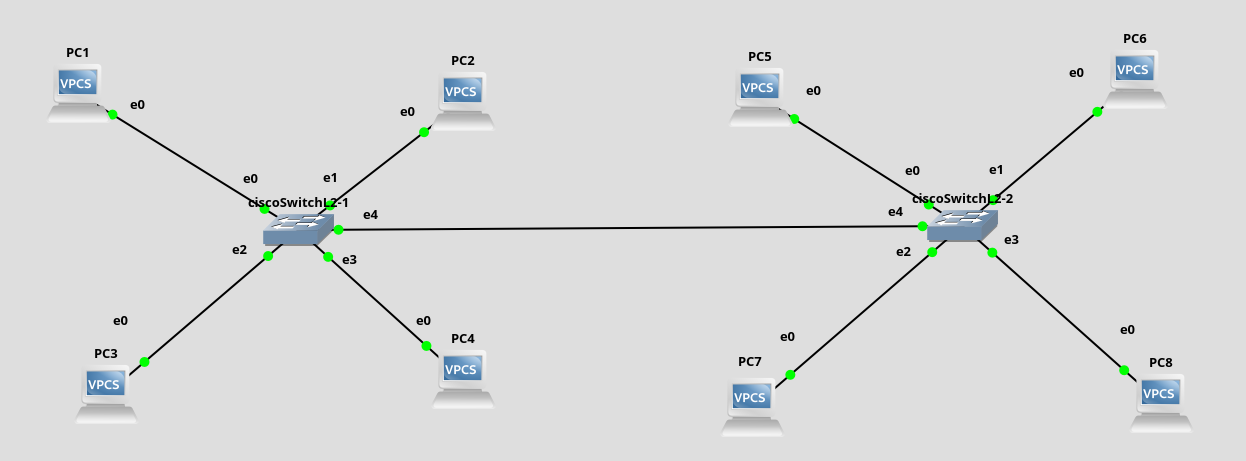 PC1
VPCS
e0
PC2
VPCS
e0
e0
e1
ciscoSwitchL2-1
e4
e2
e3
e0
PC3
VPCS
e0
PC4
VPCS
PC5
VPCS
e0
PC6
VPCS
e0
e0
e1
ciscoSwitchL2-2
e4
e2
e3
e0
PC7
VPCS
e0
PC8
VPCS